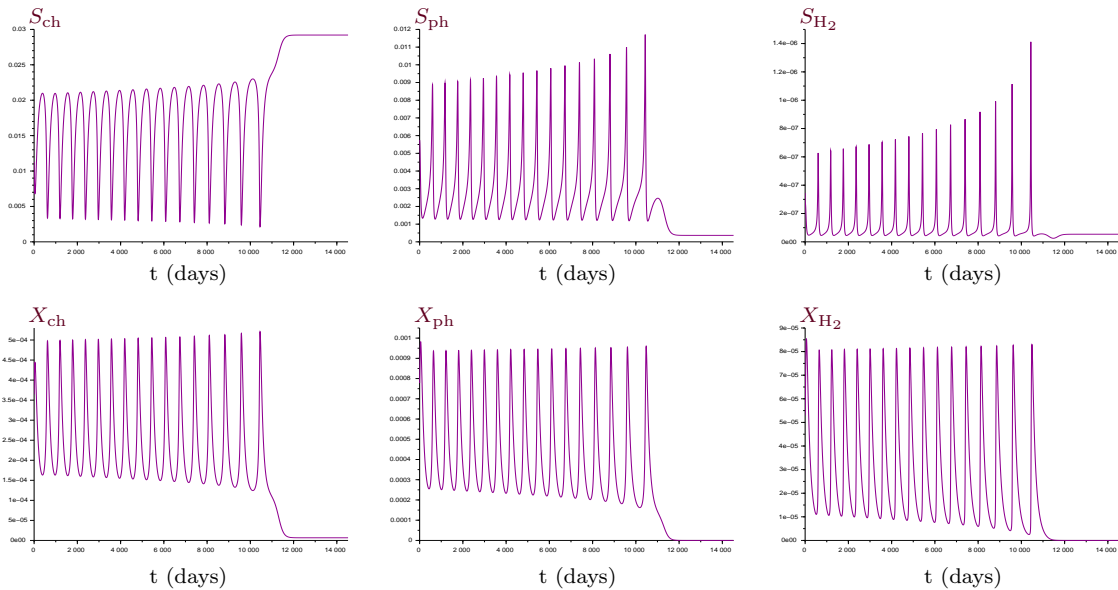 S_ch
0.03
0.025
0.02
0.015
0.01
0.005
0
0 2 000 4 000 6 000 8 000 10 000 12 000 14 000
t (days)
S_ph
0.012
0.0105
0.009
0.0075
0.006
0.0045
0.003
0.001
0
0 2 000 4 000 6 000 8 000 10 000 12 000 14 000
t (days)
S_H₂
1.4e-06
1.2e-06
1e-06
8e-07
6e-07
4e-07
2e-07
0e00
0 2 000 4 000 6 000 8 000 10 000 12 000 14 000
t (days)
X_ch
5e-04
4.5e-04
4e-04
3.5e-04
3e-04
2.5e-04
2e-04
1.5e-04
1e-04
5e-05
0e00
0 2 000 4 000 6 000 8 000 10 000 12 000 14 000
t (days)
X_ph
0.001
0.0009
0.0008
0.0007
0.0006
0.0005
0.0004
0.0003
0.0002
0.0001
0
0 2 000 4 000 6 000 8 000 10 000 12 000 14 000
t (days)
X_H₂
9e-05
8e-05
7e-05
6e-05
5e-05
4e-05
3e-05
2e-05
1e-05
0e00
0 2 000 4 000 6 000 8 000 10 000 12 000 14 000
t (days)